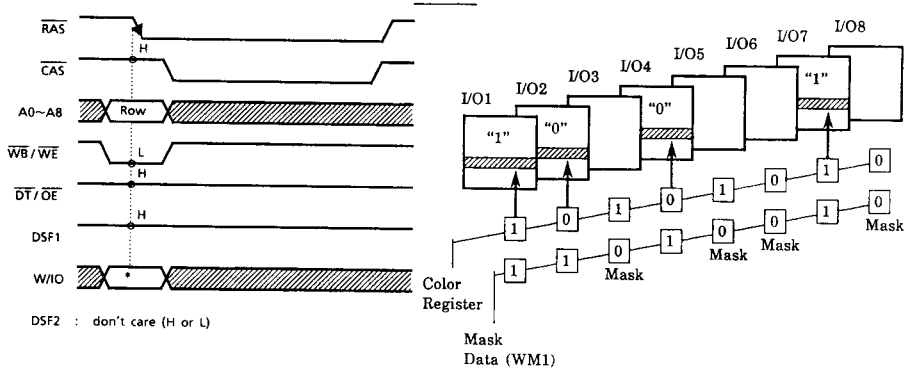 RAS
H
CAS
A0~A8
Row
WB / WE
L
H
DT / OE
H
DSF1
W/IO
*
DSF2 : don't care (H or L)
I/O1
I/O2
I/O3
I/O4
I/O5
I/O6
I/O7
I/O8
"1"
"0"
"0"
"1"
1 0 1 0 1 0 1 0
Color
Register
1 1 0 1 0 0 1 0
Mask
Mask
Mask
Mask
Mask
Data (WM1)